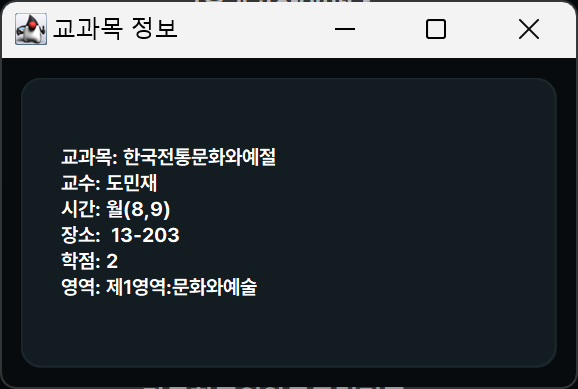 교과목 정보
교과목: 한국전통문화와예절
교수: 도민재
시간: 월(8,9)
장소:  13-203
학점: 2
영역: 제1영역:문화와예술